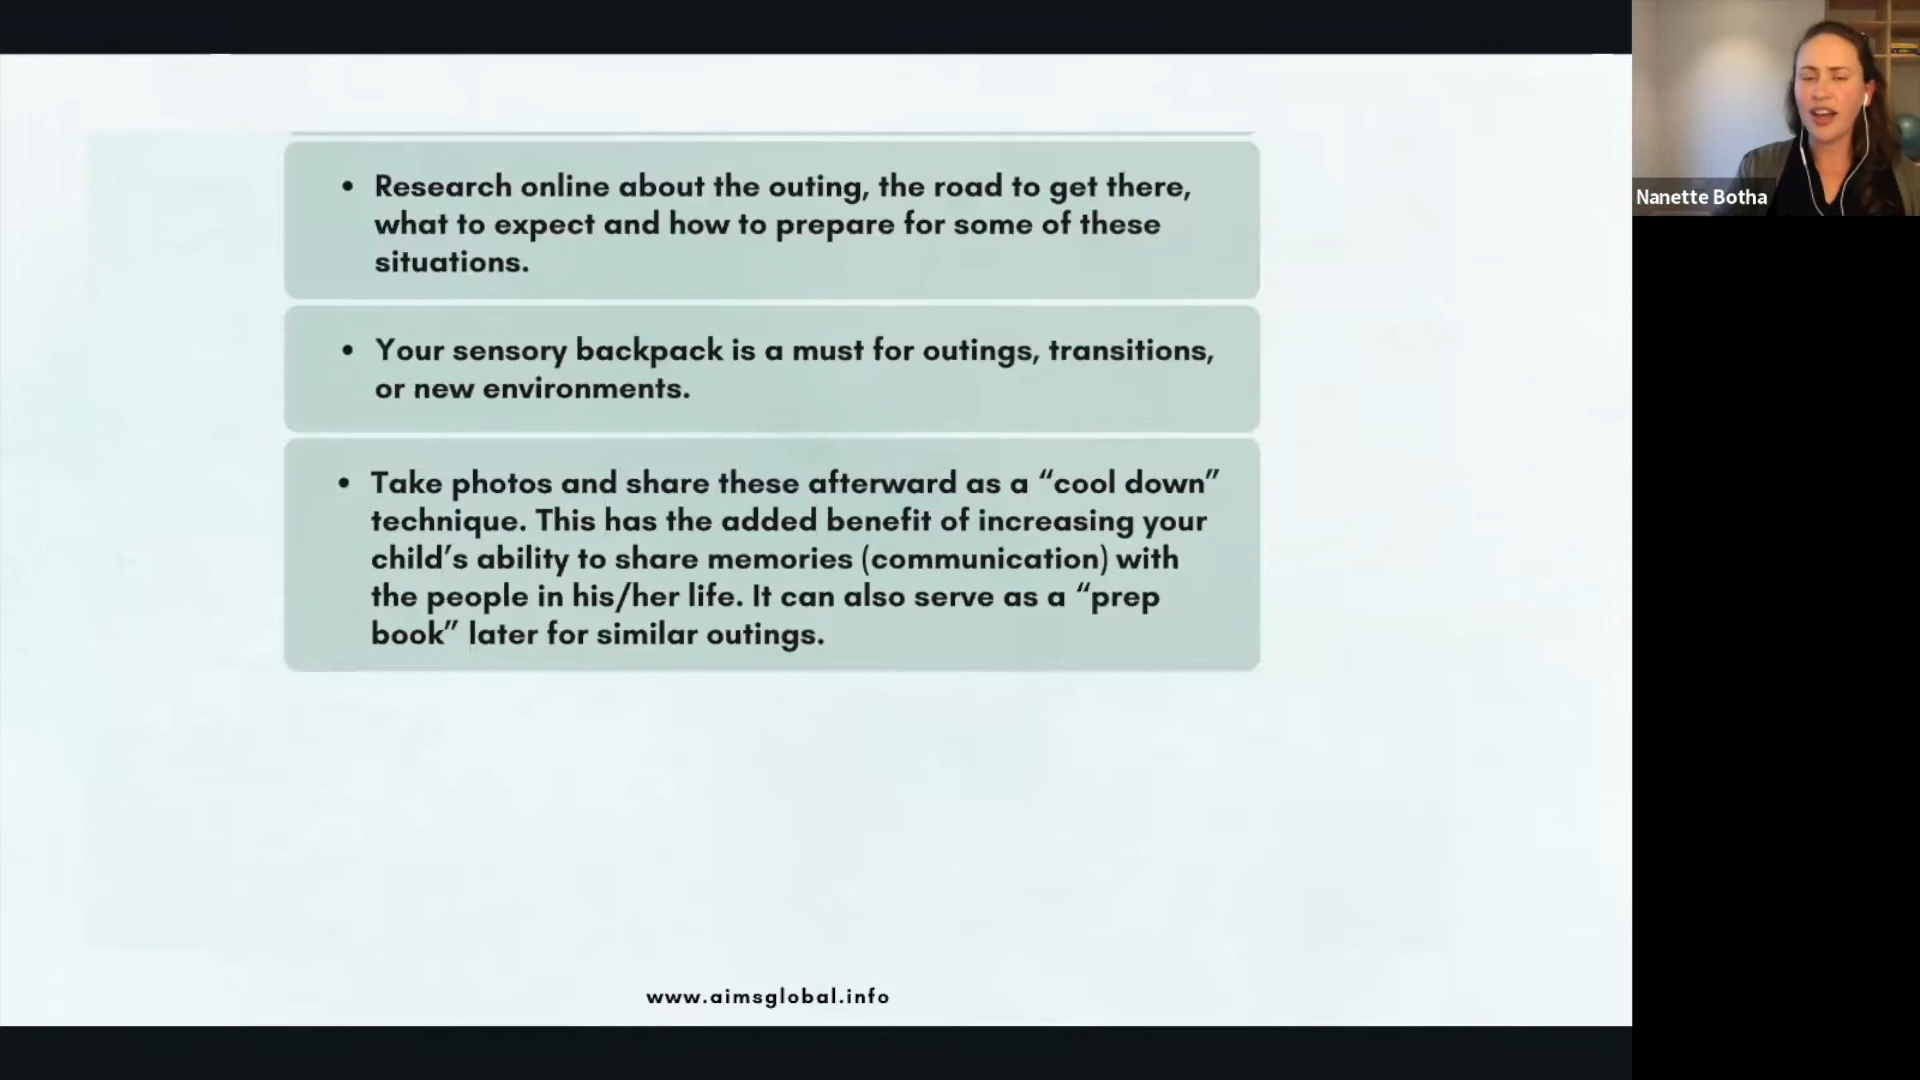 • Research online about the outing, the road to get there,
what to expect and how to prepare for some of these
situations.
• Your sensory backpack is a must for outings, transitions,
or new environments.
• Take photos and share these afterward as a “cool down”
technique. This has the added benefit of increasing your
child’s ability to share memories (communication) with
the people in his/her life. It can also serve as a “prep
book” later for similar outings.
www.aimsglobal.info
Nanette Botha